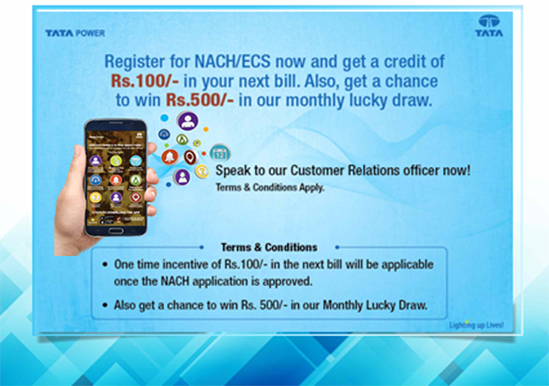 TATA POWER
TATA
Register for NACH/ECS now and get a credit of
Rs.100/- in your next bill. Also, get a chance
to win Rs.500/- in our monthly lucky draw.
Speak to our Customer Relations officer now!
Terms & Conditions Apply.
Terms & Conditions
• One time incentive of Rs.100/- in the next bill will be applicable
once the NACH application is approved.
• Also get a chance to win Rs. 500/- in our Monthly Lucky Draw.
Lighting up Lives!